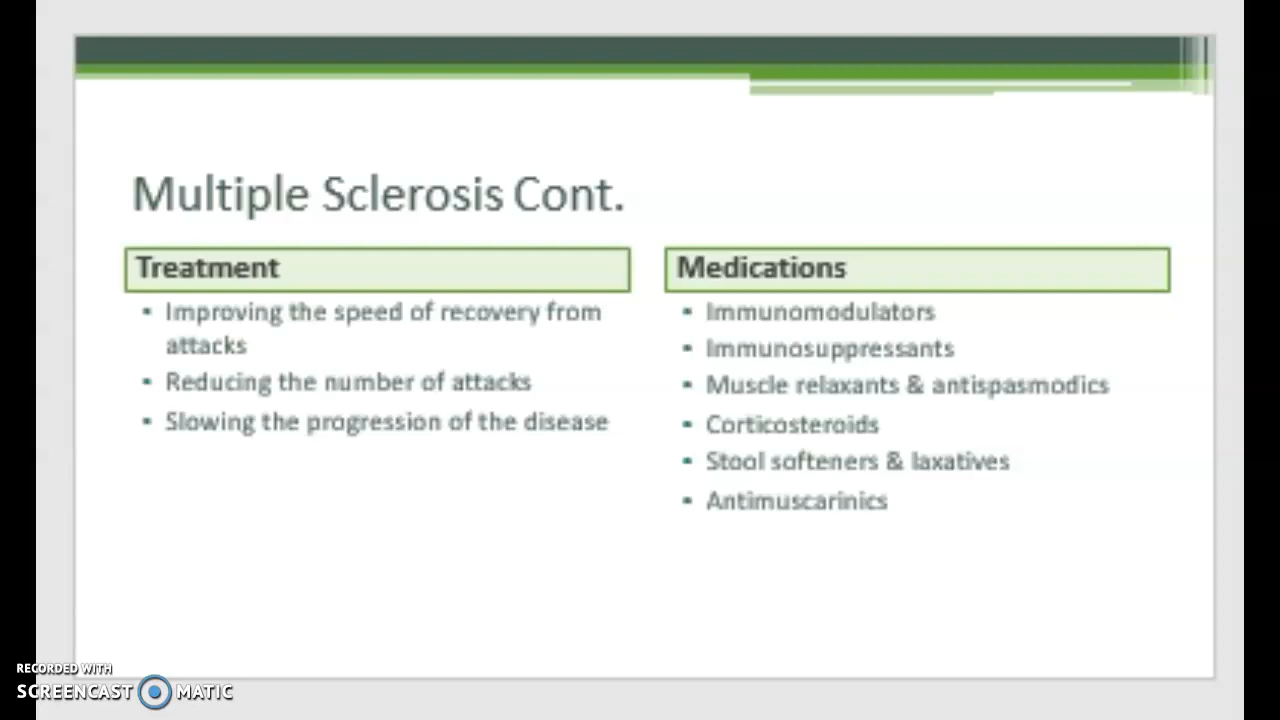 Multiple Sclerosis Cont.
Treatment
▪ Improving the speed of recovery from
attacks
▪ Reducing the number of attacks
▪ Slowing the progression of the disease
Medications
▪ Immunomodulators
▪ Immunosuppressants
▪ Muscle relaxants & antispasmodics
▪ Corticosteroids
▪ Stool softeners & laxatives
▪ Antimuscarinics
RECORDED WITH
SCREENCAST MATIC